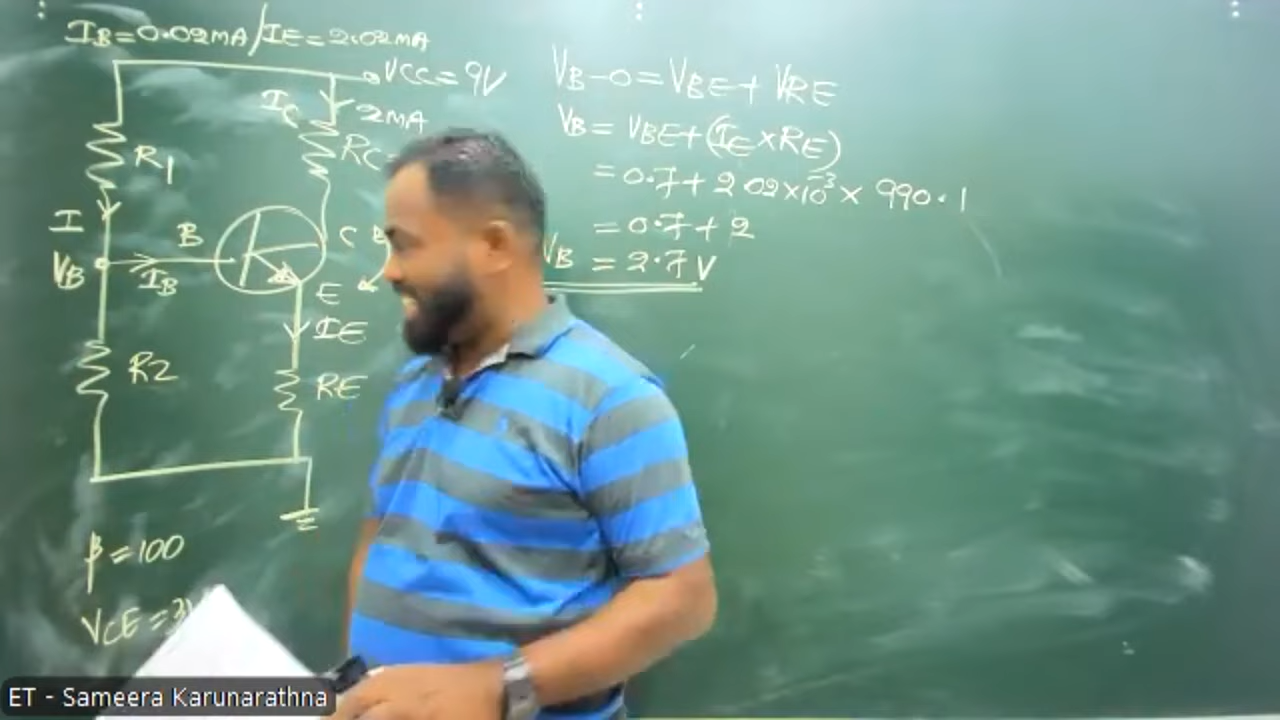 IB=0.02mA/IE=2.02mA
VCC=9V
IC
2mA
R1
RC=
I
B
C
VB
IB
E
IE
R2
RE
β=100
VCE=3
VB-0=VBE+VRE
VB=VBE+(IE×RE)
=0.7+2.02×10⁻³×990.1
=0.7+2
VB=2.7V
ET - Sameera Karunarathna